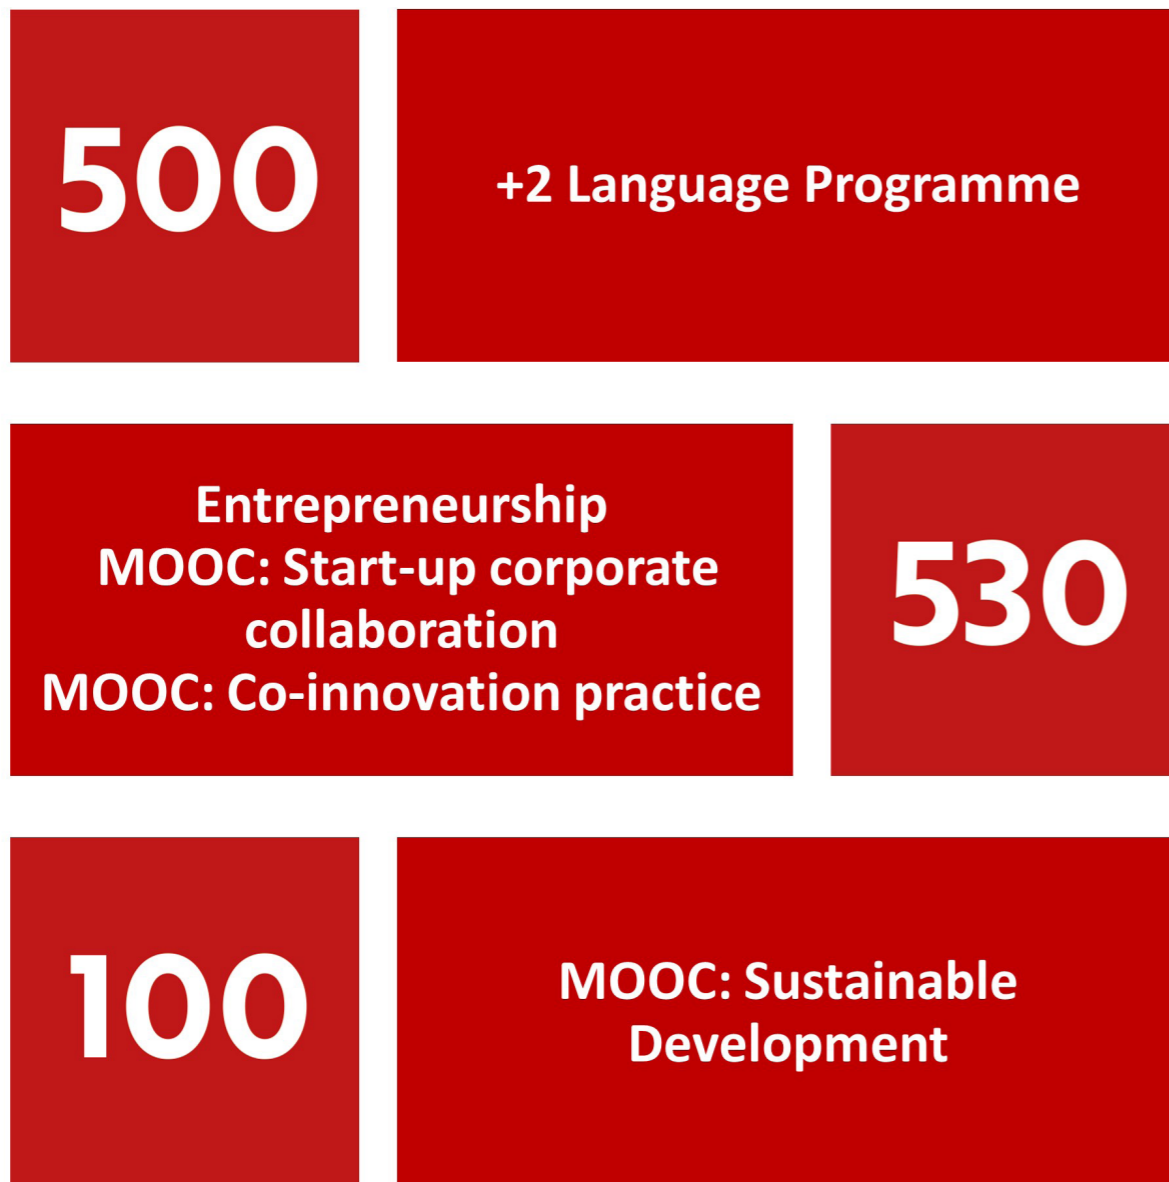 500
+2 Language Programme
Entrepreneurship
MOOC: Start-up corporate
collaboration
MOOC: Co-innovation practice
530
100
MOOC: Sustainable
Development